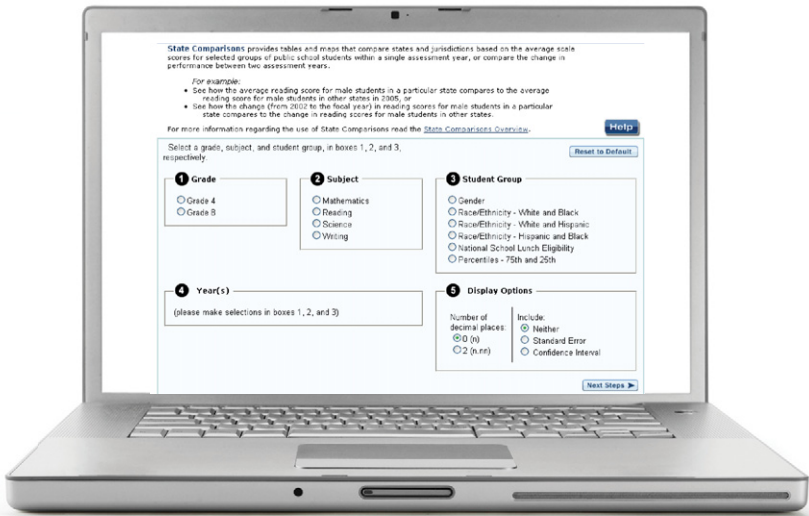 State Comparisons provides tables and maps that compare states and jurisdictions based on the average scale
scores for selected groups of public school students within a single assessment year, or compare the change in
performance between two assessment years.
For example:
• See how the average reading score for male students in a particular state compares to the average
reading score for male students in other states in 2005, or
• See how the change (from 2002 to the focal year) in reading scores for male students in a particular
state compares to the change in reading scores for male students in other states.
For more information regarding the use of State Comparisons read the State Comparisons Overview.
Help
Select a grade, subject, and student group, in boxes 1, 2, and 3,
respectively.
Reset to Default
1 Grade
Grade 4
Grade 8
2 Subject
Mathematics
Reading
Science
Writing
3 Student Group
Gender
Race/Ethnicity - White and Black
Race/Ethnicity - White and Hispanic
Race/Ethnicity - Hispanic and Black
National School Lunch Eligibility
Percentiles - 75th and 25th
4 Year(s)
(please make selections in boxes 1, 2, and 3)
5 Display Options
Number of
decimal places:
0 (n)
2 (n.nn)
Include:
Neither
Standard Error
Confidence Interval
Next Steps